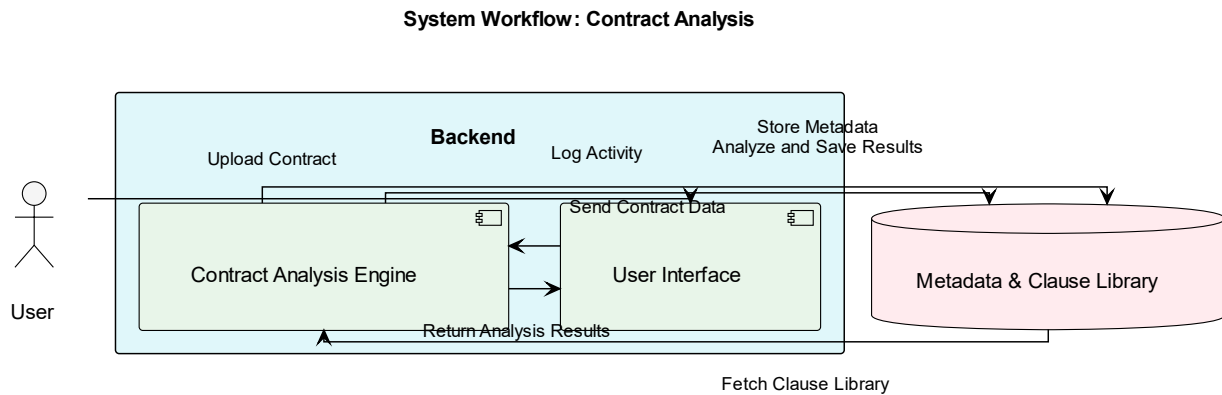 System Workflow: Contract Analysis
Backend
Store Metadata
Analyze and Save Results
Upload Contract
Log Activity
Send Contract Data
Contract Analysis Engine
User Interface
Metadata & Clause Library
User
Return Analysis Results
Fetch Clause Library